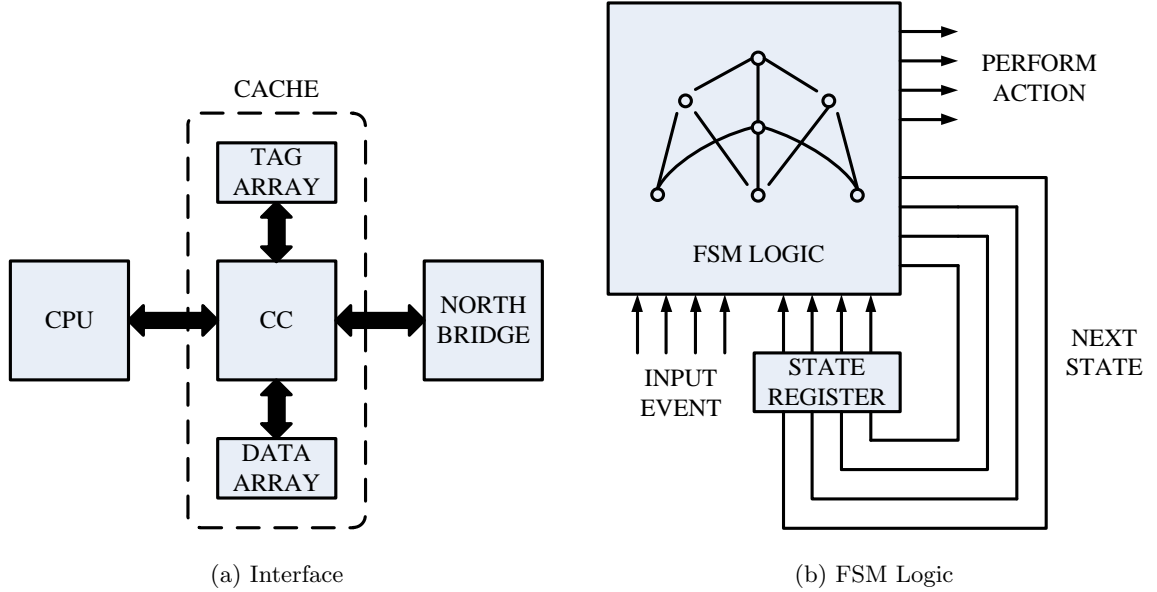 CACHE
TAG
ARRAY
CPU
CC
NORTH
BRIDGE
DATA
ARRAY
(a) Interface
PERFORM
ACTION
FSM LOGIC
INPUT
EVENT
STATE
REGISTER
NEXT
STATE
(b) FSM Logic